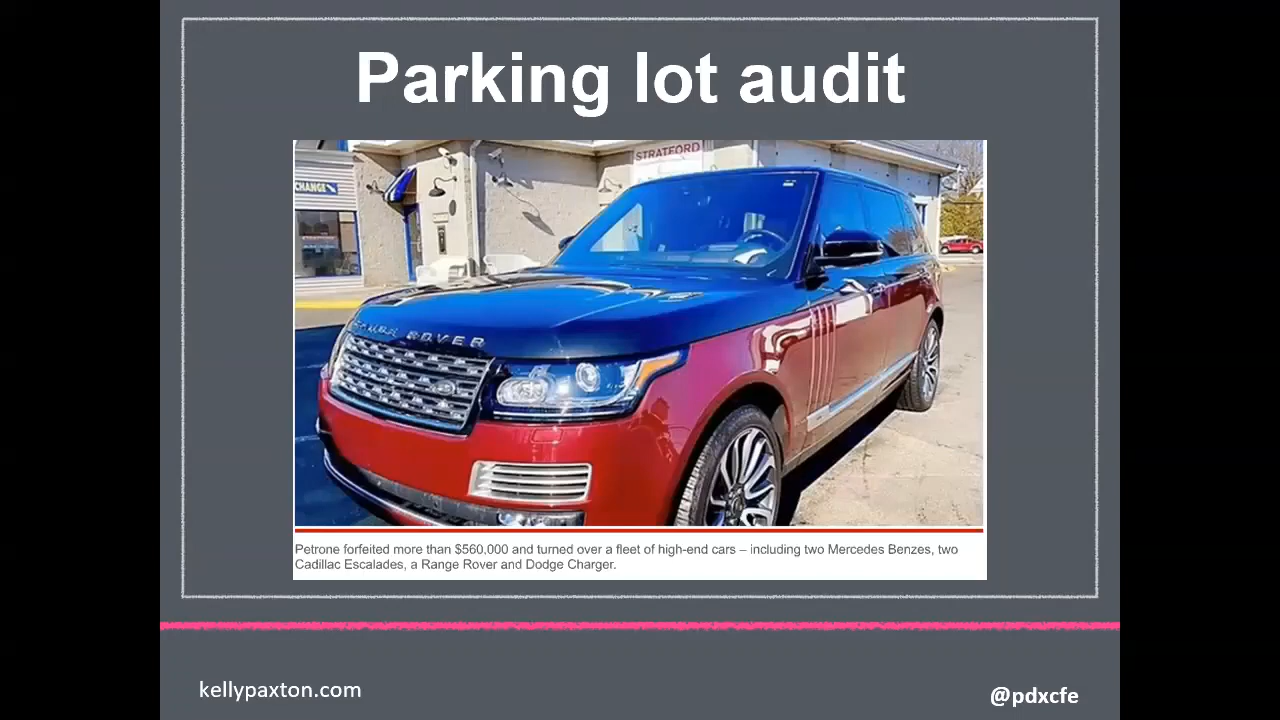 Parking lot audit
STRATFORD
CHANGE
ROVER
Petrone forfeited more than $560,000 and turned over a fleet of high-end cars – including two Mercedes Benzes, two
Cadillac Escalades, a Range Rover and Dodge Charger.
kellypaxton.com
@pdxcfe